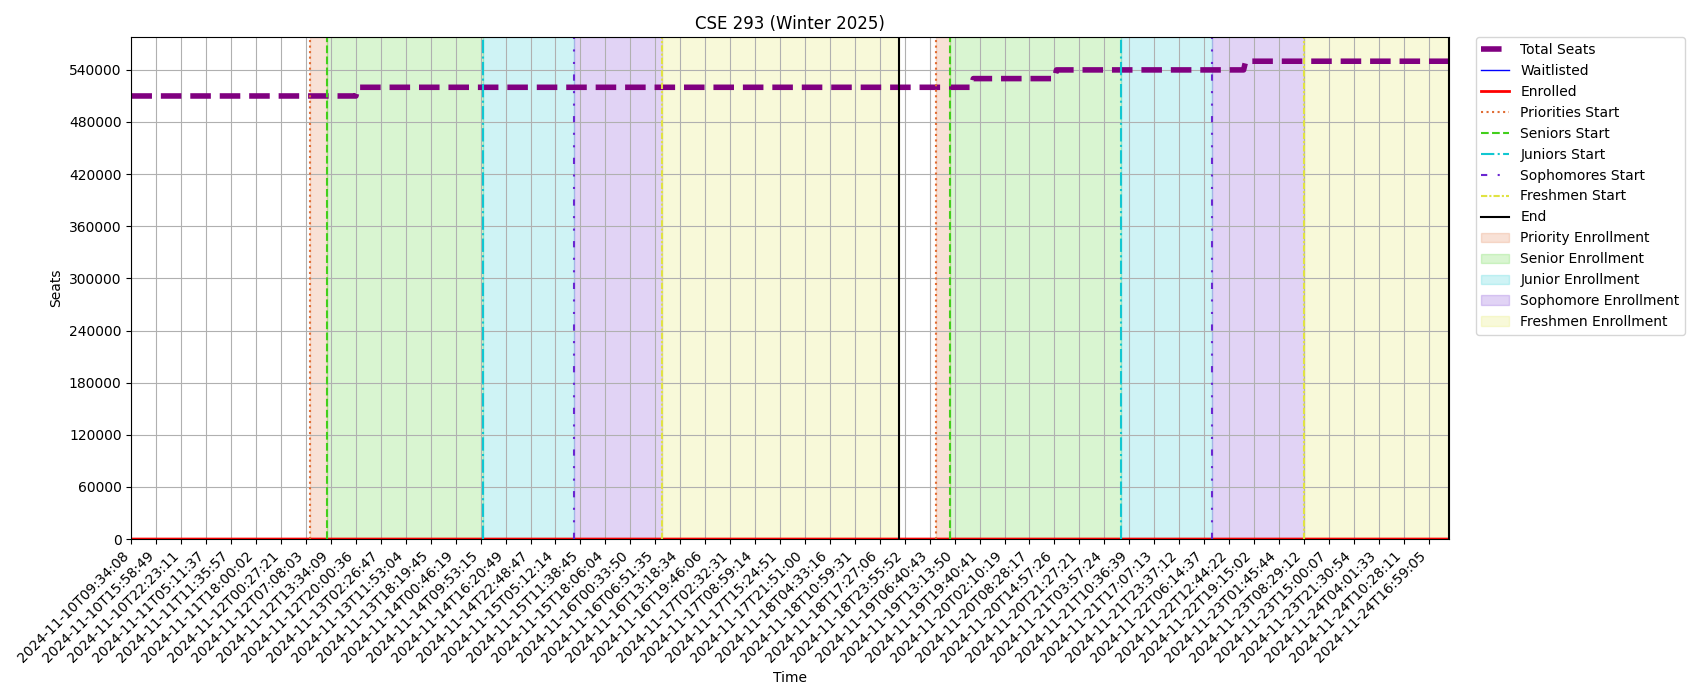 CSE 293 (Winter 2025)
Seats
540000
480000
420000
360000
300000
240000
180000
120000
60000
0
2024-11-10T09:34:08
2024-11-10T15:58:49
2024-11-10T22:23:11
2024-11-11T05:11:37
2024-11-11T11:35:57
2024-11-11T18:00:02
2024-11-12T00:27:21
2024-11-12T07:08:03
2024-11-12T13:34:09
2024-11-12T20:00:36
2024-11-13T02:26:47
2024-11-13T11:53:04
2024-11-13T18:19:45
2024-11-14T00:46:19
2024-11-14T09:53:15
2024-11-14T16:20:49
2024-11-14T22:48:47
2024-11-15T05:12:14
2024-11-15T11:38:45
2024-11-15T18:06:04
2024-11-16T00:33:50
2024-11-16T06:51:35
2024-11-16T13:18:34
2024-11-16T19:46:06
2024-11-17T02:32:31
2024-11-17T08:59:14
2024-11-17T15:24:51
2024-11-17T21:51:00
2024-11-18T04:33:16
2024-11-18T10:59:31
2024-11-18T17:27:06
2024-11-18T23:55:52
2024-11-19T06:40:43
2024-11-19T13:13:50
2024-11-19T19:40:41
2024-11-20T02:10:19
2024-11-20T08:28:17
2024-11-20T14:57:26
2024-11-20T21:27:21
2024-11-21T03:57:24
2024-11-21T10:36:39
2024-11-21T17:07:13
2024-11-21T23:37:12
2024-11-22T06:14:37
2024-11-22T12:44:22
2024-11-22T19:15:02
2024-11-23T01:45:44
2024-11-23T08:29:12
2024-11-23T15:00:07
2024-11-23T21:30:54
2024-11-24T04:01:33
2024-11-24T10:28:11
2024-11-24T16:59:05
Time
Total Seats
Waitlisted
Enrolled
Priorities Start
Seniors Start
Juniors Start
Sophomores Start
Freshmen Start
End
Priority Enrollment
Senior Enrollment
Junior Enrollment
Sophomore Enrollment
Freshmen Enrollment